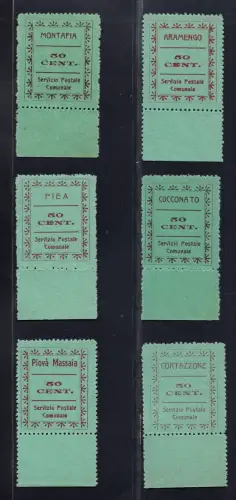 MONTAFIA
50
CENT.
Servizio Postale
Comunale
ARAMENGO
50
CENT.
Servizio Postale
Comunale
PIEA
50
CENT.
Servizio Postale
Comunale
COCCONATO
50
CENT.
Servizio Postale
Comunale
Piovà Massaia
50
CENT.
Servizio Postale
Comunale
CORTAZZONE
50
CENT.
Servizio Postale
Comunale